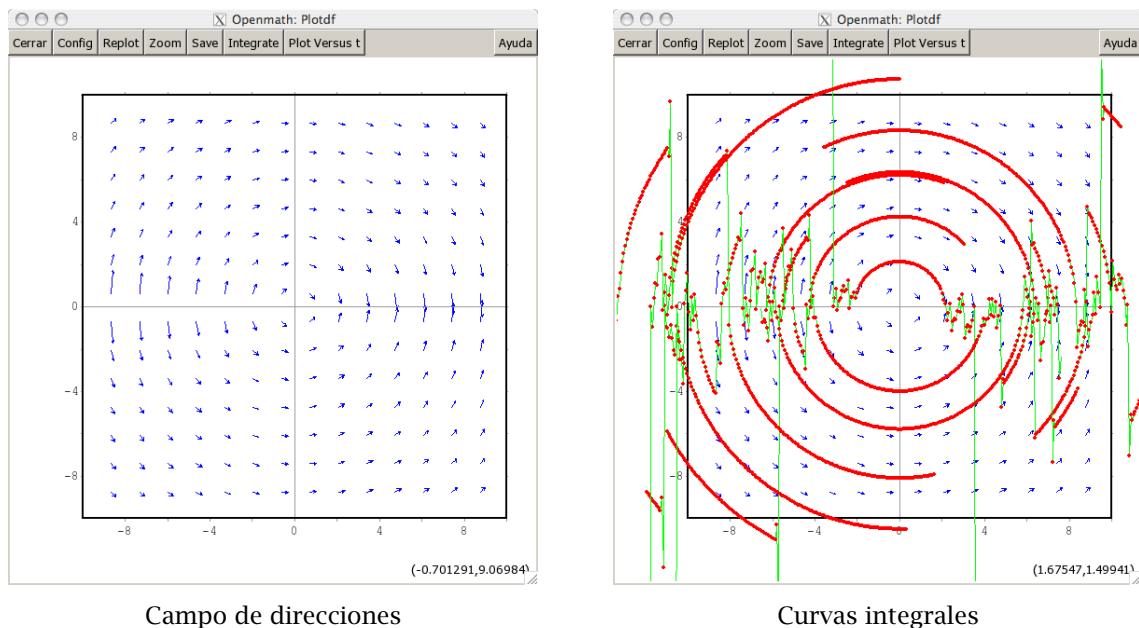 Openmath: Plotdf
Cerrar Config Replot Zoom Save Integrate Plot Versus t Ayuda
8
4
0
-4
-8
-8 -4 0 4 8
(-0.701291,9.06984)
Campo de direcciones
Openmath: Plotdf
Cerrar Config Replot Zoom Save Integrate Plot Versus t Ayuda
8
4
0
-4
-8
-8 -4 0 4 8
(1.67547,1.49941)
Curvas integrales